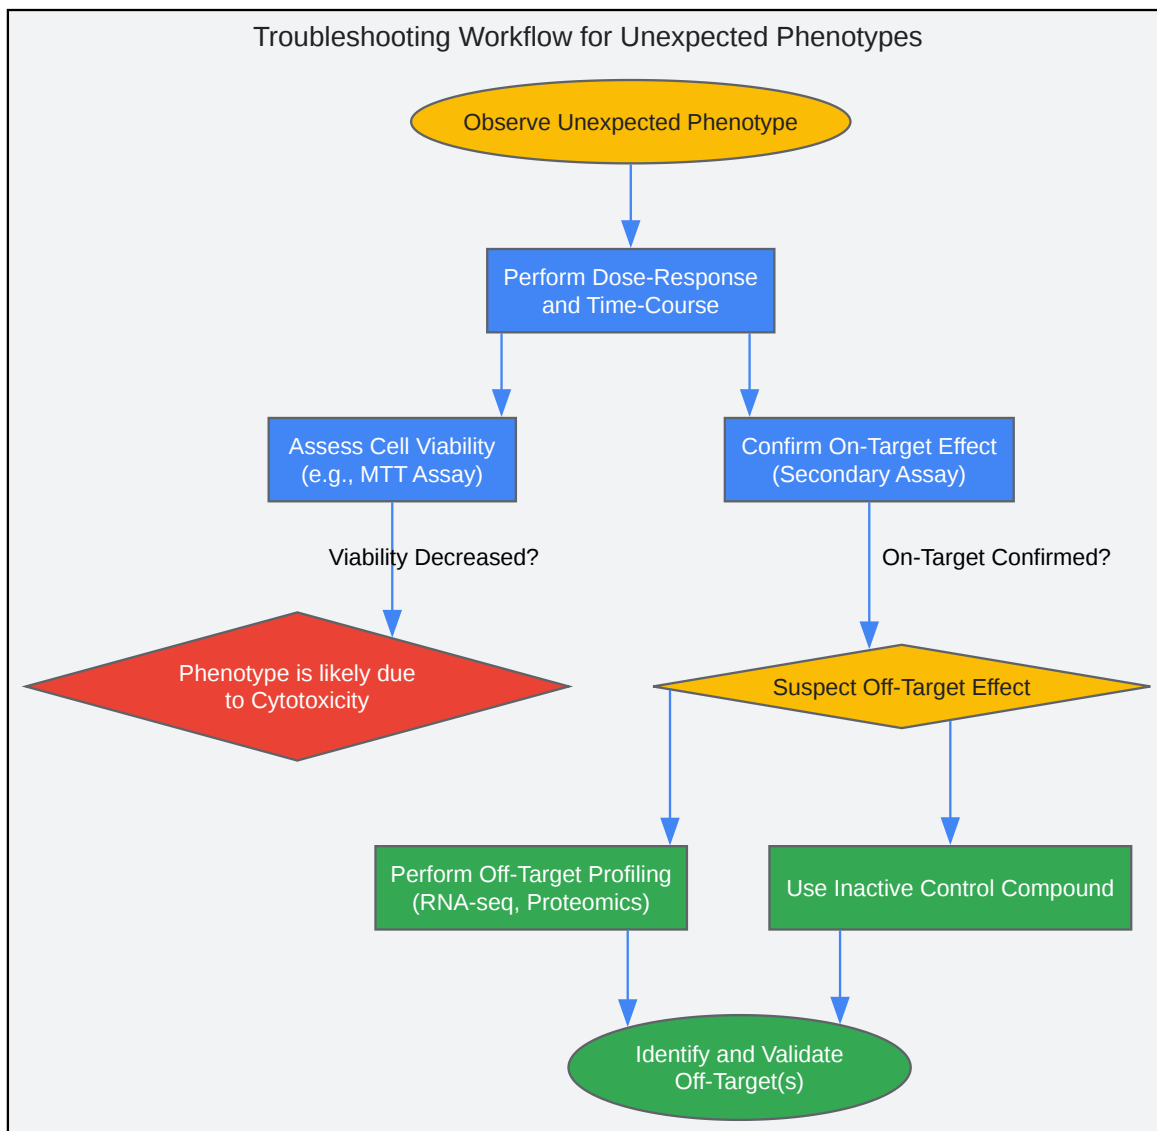 Troubleshooting Workflow for Unexpected Phenotypes
Observe Unexpected Phenotype
Perform Dose-Response
and Time-Course
Assess Cell Viability
(e.g., MTT Assay)
Confirm On-Target Effect
(Secondary Assay)
Viability Decreased?
On-Target Confirmed?
Phenotype is likely due
to Cytotoxicity
Suspect Off-Target Effect
Perform Off-Target Profiling
(RNA-seq, Proteomics)
Use Inactive Control Compound
Identify and Validate
Off-Target(s)